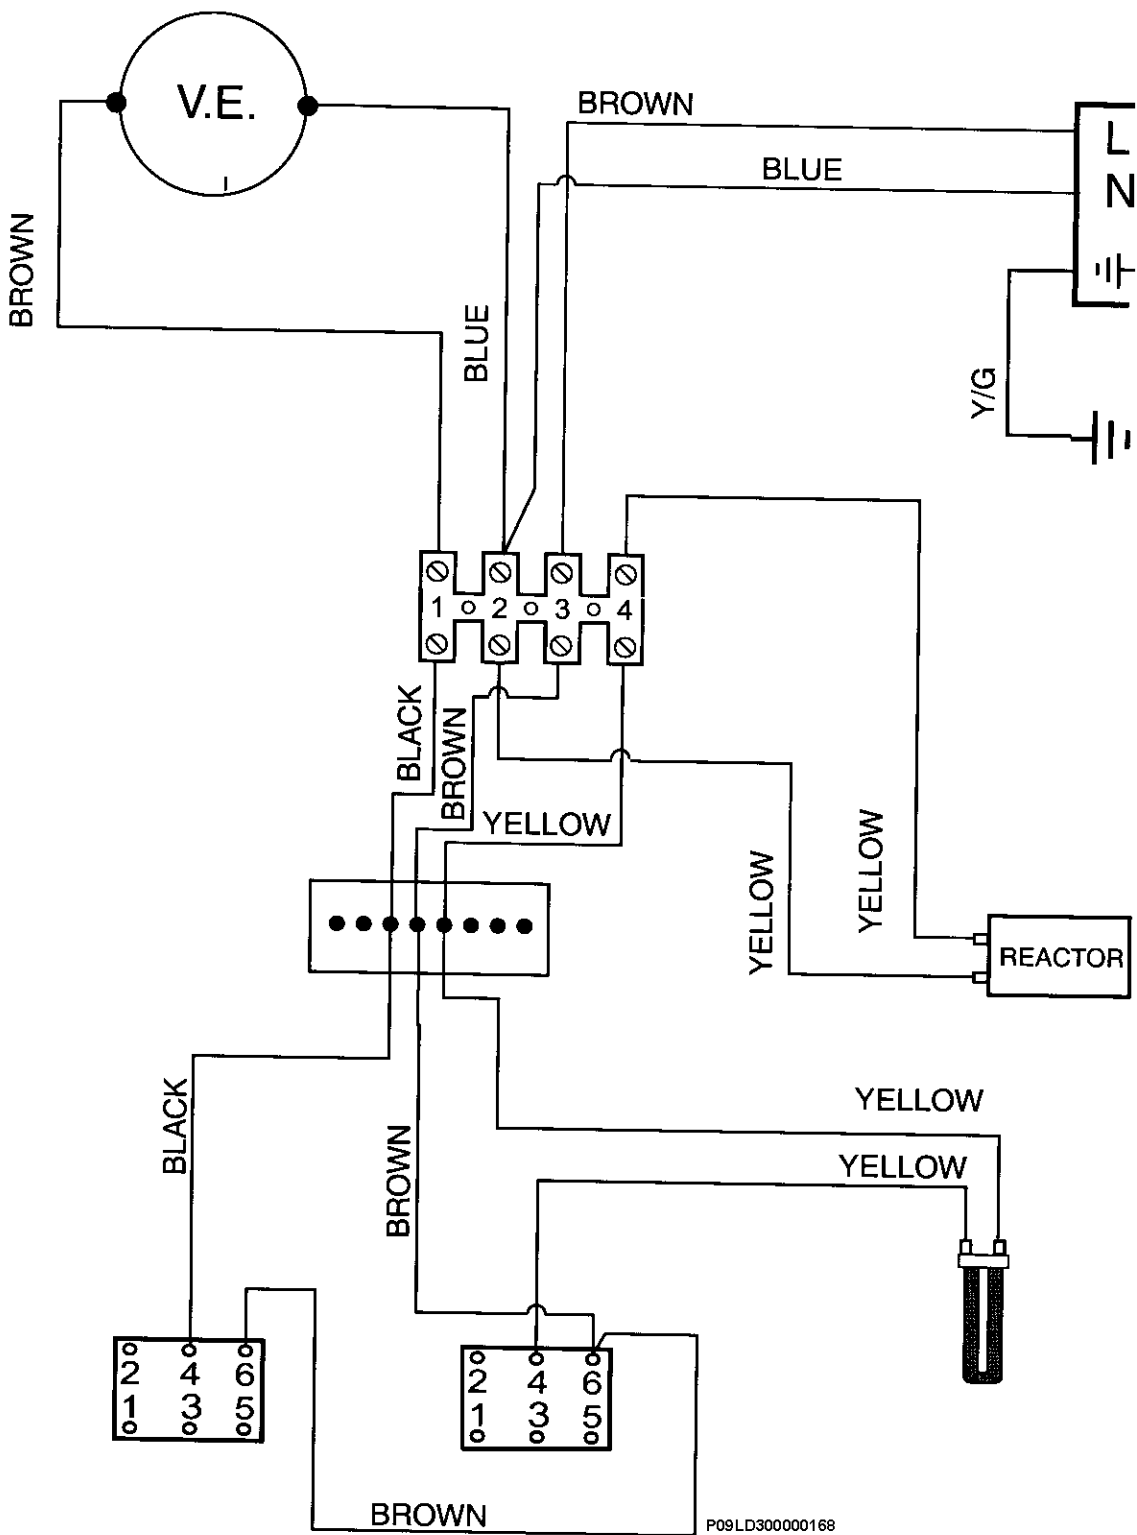 V.E.
BROWN
L
BLUE
N
BROWN
BLUE
Y/G
1 2 3 4
BLACK
BROWN
YELLOW
YELLOW
YELLOW
REACTOR
BLACK
BROWN
YELLOW
YELLOW
2 4 6
1 3 5
2 4 6
1 3 5
BROWN
P09LD300000168